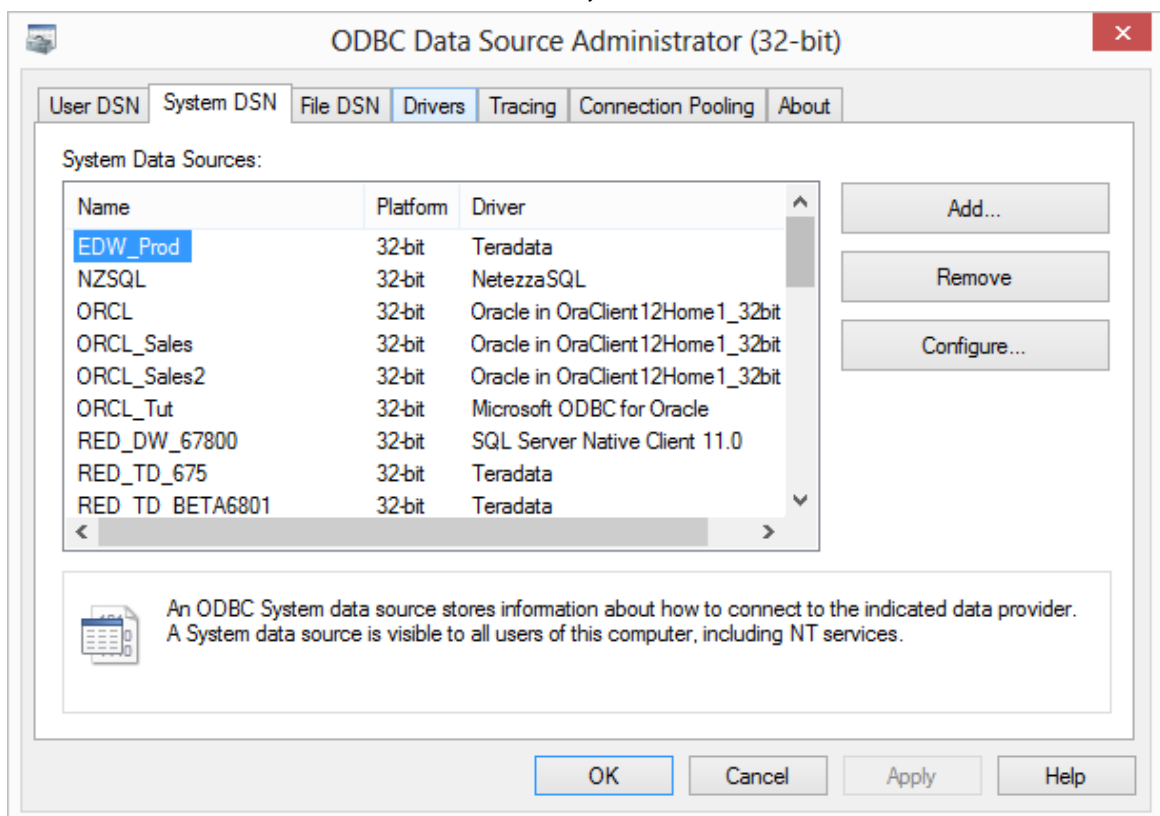 ODBC Data Source Administrator (32-bit)
User DSN System DSN File DSN Drivers Tracing Connection Pooling About
System Data Sources:
Name Platform Driver
EDW_Prod 32-bit Teradata
NZSQL 32-bit NetezzaSQL
ORCL 32-bit Oracle in OraClient12Home1_32bit
ORCL_Sales 32-bit Oracle in OraClient12Home1_32bit
ORCL_Sales2 32-bit Oracle in OraClient12Home1_32bit
ORCL_Tut 32-bit Microsoft ODBC for Oracle
RED_DW_67800 32-bit SQL Server Native Client 11.0
RED_TD_675 32-bit Teradata
RED_TD_BETA6801 32-bit Teradata
Add...
Remove
Configure...
An ODBC System data source stores information about how to connect to the indicated data provider.
A System data source is visible to all users of this computer, including NT services.
OK Cancel Apply Help